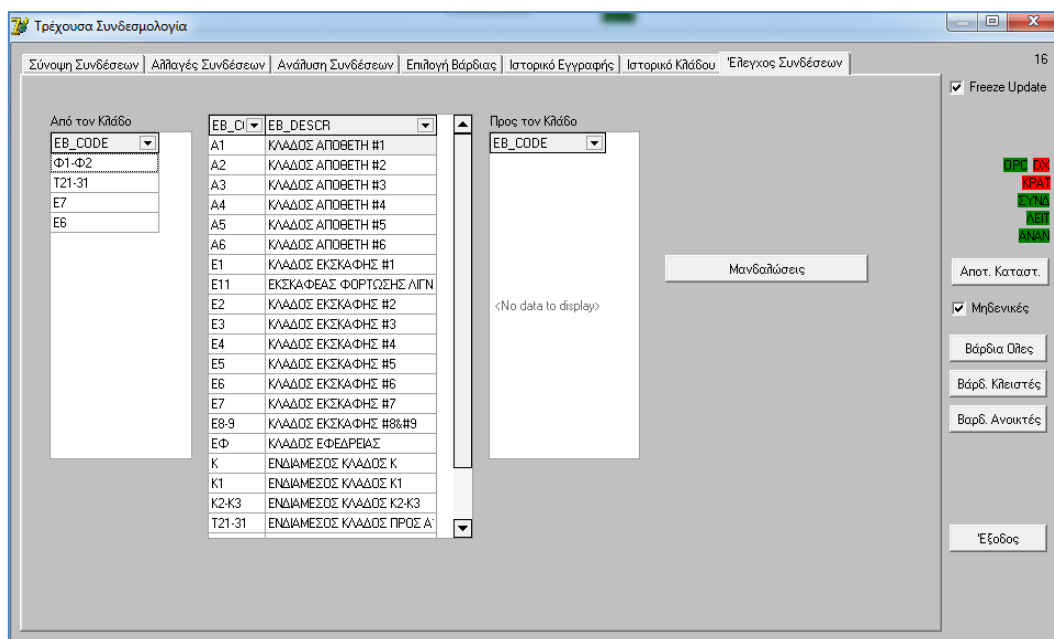 Τρέχουσα Συνδεσμολογία
Σύνοψη Συνδέσεων Αλλαγές Συνδέσεων Ανάλυση Συνδέσεων Επιλογή Βάρδιας Ιστορικό Εγγραφής Ιστορικό Κλάδου Έλεγχος Συνδέσεων
16
Freeze Update
Από τον Κλάδο
EB_CODE
Φ1-Φ2
T21-31
E7
E6
EB_C EB_DESCR
A1 ΚΛΑΔΟΣ ΑΠΟΘΕΤΗ #1
A2 ΚΛΑΔΟΣ ΑΠΟΘΕΤΗ #2
A3 ΚΛΑΔΟΣ ΑΠΟΘΕΤΗ #3
A4 ΚΛΑΔΟΣ ΑΠΟΘΕΤΗ #4
A5 ΚΛΑΔΟΣ ΑΠΟΘΕΤΗ #5
A6 ΚΛΑΔΟΣ ΑΠΟΘΕΤΗ #6
E1 ΚΛΑΔΟΣ ΕΚΣΚΑΦΗΣ #1
E11 ΕΚΣΚΑΦΕΑΣ ΦΟΡΤΩΣΗΣ ΛΙΓΝ
E2 ΚΛΑΔΟΣ ΕΚΣΚΑΦΗΣ #2
E3 ΚΛΑΔΟΣ ΕΚΣΚΑΦΗΣ #3
E4 ΚΛΑΔΟΣ ΕΚΣΚΑΦΗΣ #4
E5 ΚΛΑΔΟΣ ΕΚΣΚΑΦΗΣ #5
E6 ΚΛΑΔΟΣ ΕΚΣΚΑΦΗΣ #6
E7 ΚΛΑΔΟΣ ΕΚΣΚΑΦΗΣ #7
E8-9 ΚΛΑΔΟΣ ΕΚΣΚΑΦΗΣ #8&#9
ΕΦ ΚΛΑΔΟΣ ΕΦΕΔΡΕΙΑΣ
K ΕΝΔΙΑΜΕΣΟΣ ΚΛΑΔΟΣ Κ
K1 ΕΝΔΙΑΜΕΣΟΣ ΚΛΑΔΟΣ Κ1
K2-K3 ΕΝΔΙΑΜΕΣΟΣ ΚΛΑΔΟΣ Κ2-Κ3
T21-31 ΕΝΔΙΑΜΕΣΟΣ ΚΛΑΔΟΣ ΠΡΟΣ Α
Προς τον Κλάδο
EB_CODE
<No data to display>
Μανδαλώσεις
OPC DX
ΚΡΑΤ
ΣΥΝΔ
ΛΕΙΤ
ΑΝΑΝ
Αποτ. Καταστ.
Μηδενικές
Βάρδια Ολες
Βάρδ. Κλειστές
Βαρδ. Ανοικτές
Έξοδος